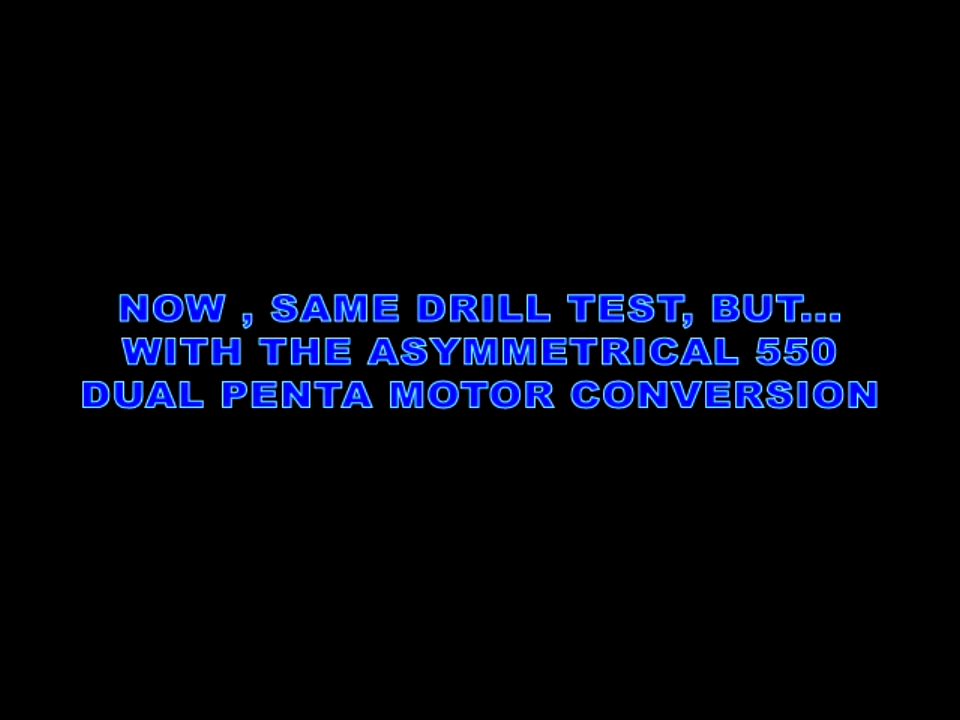 NOW , SAME DRILL TEST, BUT...
WITH THE ASYMMETRICAL 550
DUAL PENTA MOTOR CONVERSION